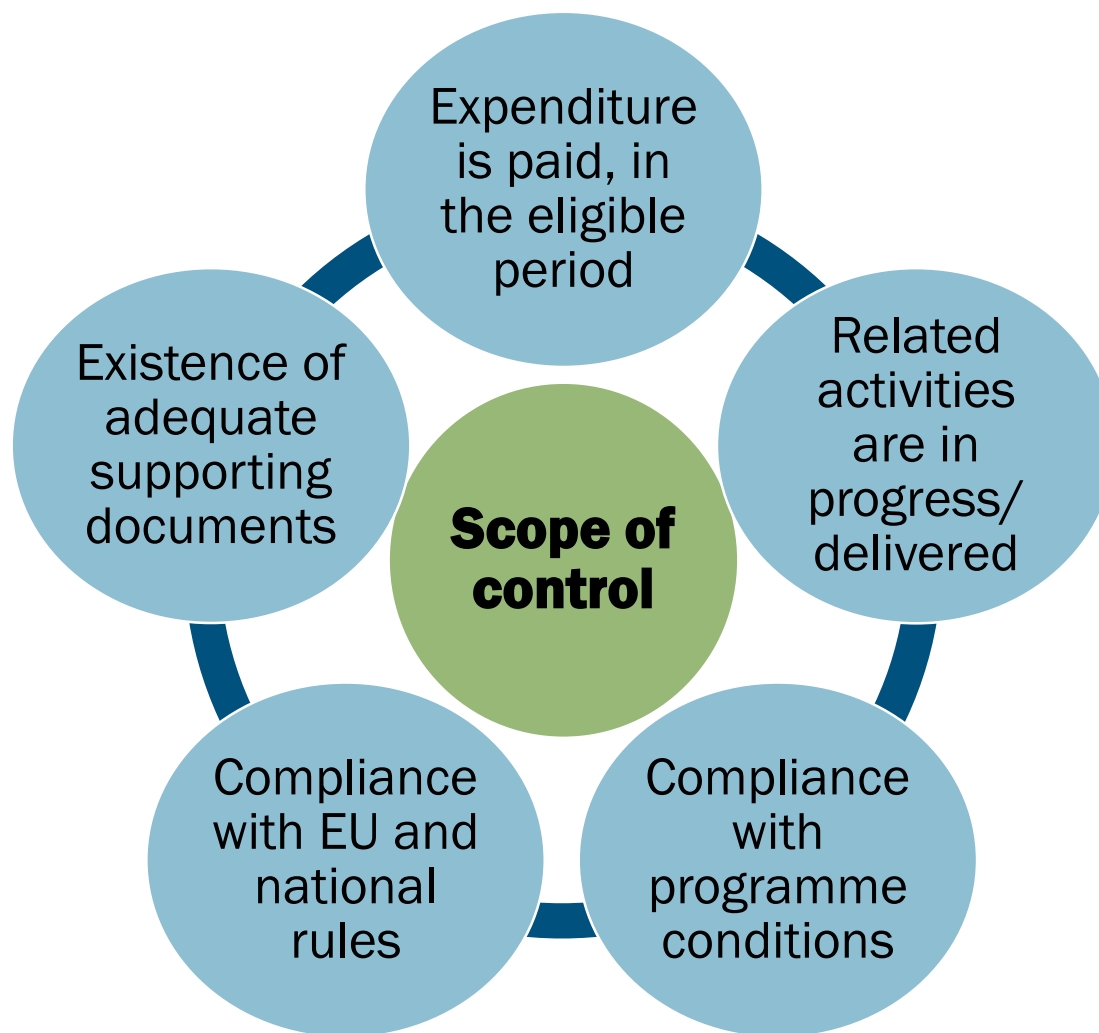 Expenditure
is paid, in
the eligible
period
Related
activities
are in
progress/
delivered
Compliance
with
programme
conditions
Compliance
with EU and
national
rules
Existence of
adequate
supporting
documents
Scope of
control